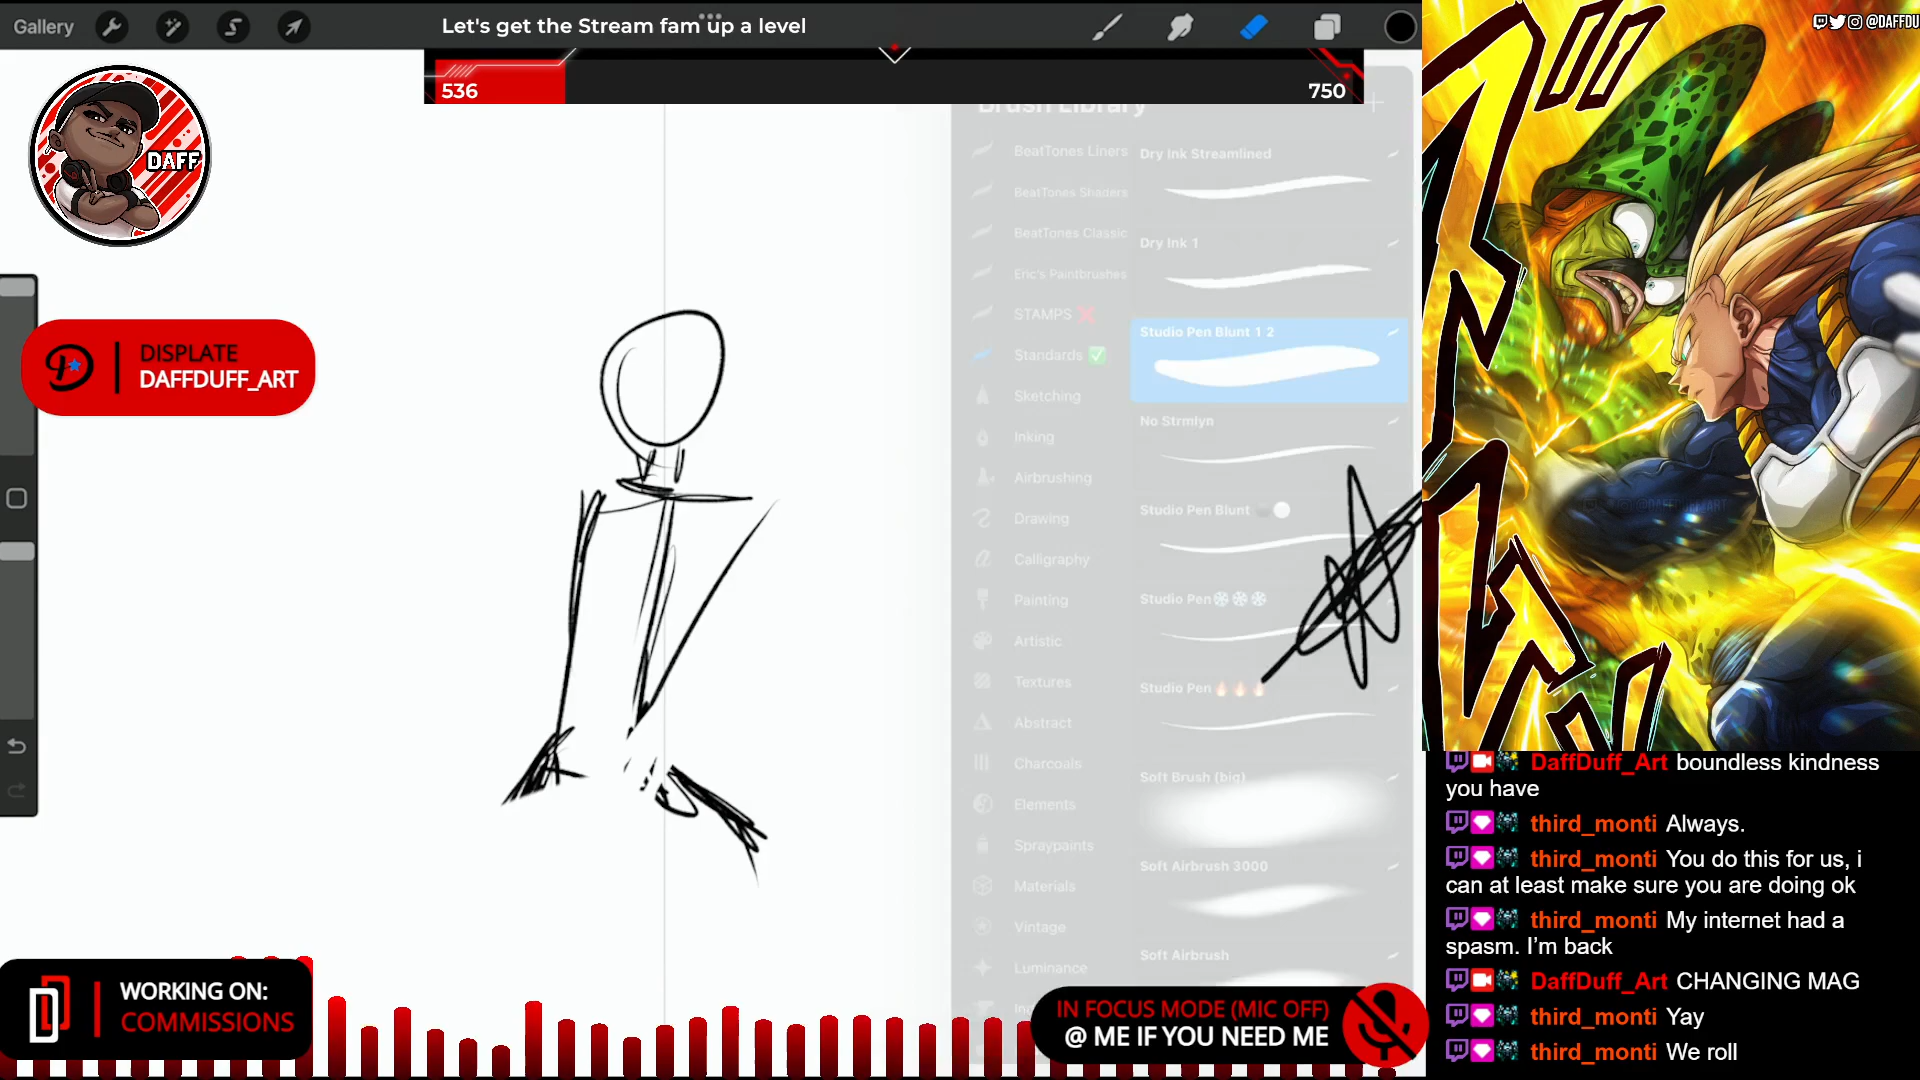 Gallery
Let's get the Stream fam up a level
@DAFFDU
536
750
DAFF
Brush Library
BeatTones Liners
BeatTones Shaders
BeatTones Classic
Eric's Paintbrushes
STAMPS ❌
Standards ✅
Sketching
Inking
Airbrushing
Drawing
Calligraphy
Painting
Artistic
Textures
Abstract
Charcoals
Elements
Spraypaints
Materials
Vintage
Luminance
Dry Ink Streamlined
Dry Ink 1
Studio Pen Blunt 1 2
No Strmlyn
Studio Pen Blunt
Studio Pen
Studio Pen 🔥🔥🔥
Soft Brush (big)
Soft Airbrush 3000
Soft Airbrush
DISPLATE
DAFFDUFF_ART
WORKING ON:
COMMISSIONS
IN FOCUS MODE (MIC OFF)
@ ME IF YOU NEED ME
DaffDuff_Art boundless kindness
you have
third_monti Always.
third_monti You do this for us, i
can at least make sure you are doing ok
third_monti My internet had a
spasm. I'm back
DaffDuff_Art CHANGING MAG
third_monti Yay
third_monti We roll